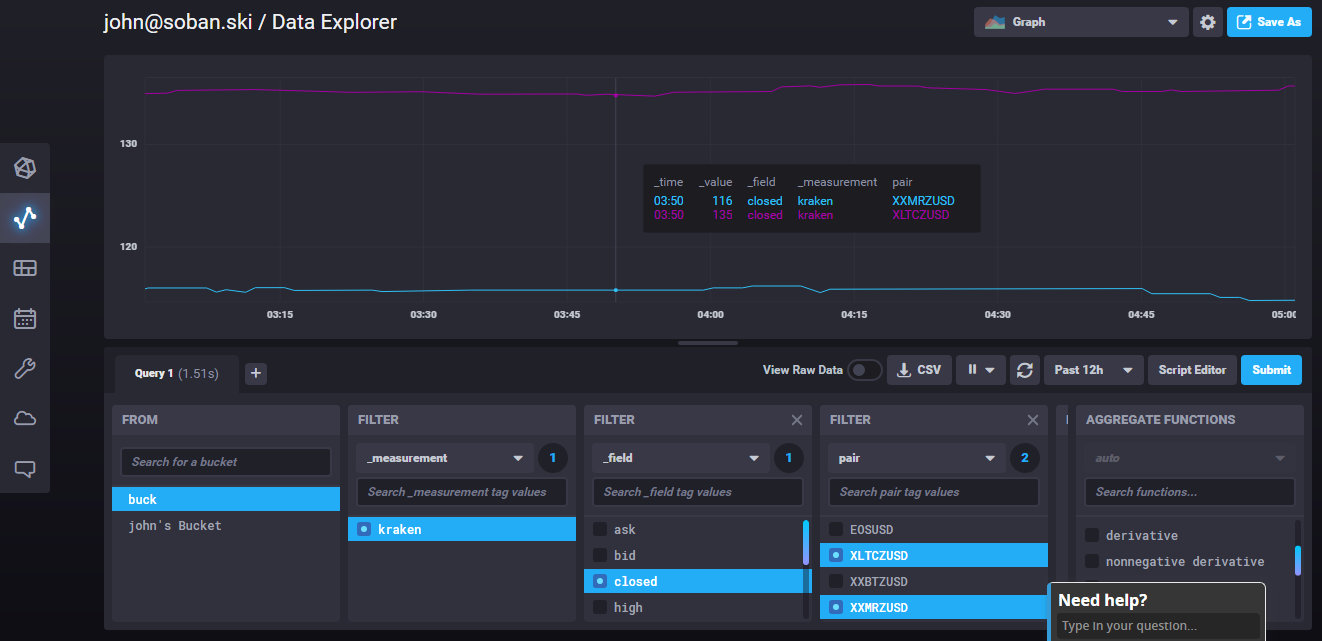 john@soban.ski / Data Explorer
Graph
Save As
130
120
_time _value _field _measurement pair
03:50 116 closed kraken XXMRZUSD
03:50 135 closed kraken XLTCZUSD
03:15 03:30 03:45 04:00 04:15 04:30 04:45 05:00
Query 1 (1.51s)
+
View Raw Data
CSV
Past 12h
Script Editor
Submit
FROM
Search for a bucket
buck
john's Bucket
FILTER
_measurement 1
Search _measurement tag values
kraken
FILTER
_field 1
Search _field tag values
ask
bid
closed
high
FILTER
pair 2
Search pair tag values
EOSUSD
XLTCZUSD
XXBTZUSD
XXMRZUSD
AGGREGATE FUNCTIONS
auto
Search functions...
derivative
nonnegative derivative
Need help?
Type in your question...